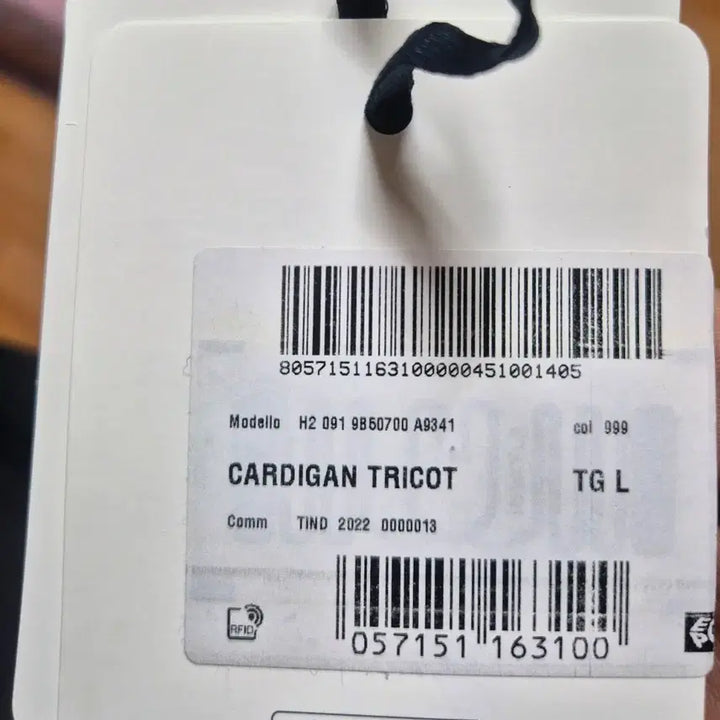 8057151163100000451001405
Modello H2 091 9B50700 A9341 col 999
CARDIGAN TRICOT TG L
Comm TIND 2022 0000013
RFID
057151 163100